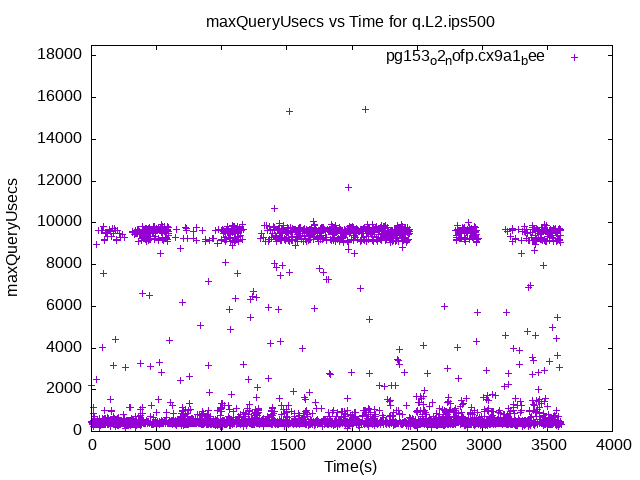 maxQueryUsecs vs Time for q.L2.ips500
pg153o2nofp.cx9a1bee
18000
16000
14000
12000
10000
8000
6000
4000
2000
0
maxQueryUsecs
0 500 1000 1500 2000 2500 3000 3500 4000
Time(s)